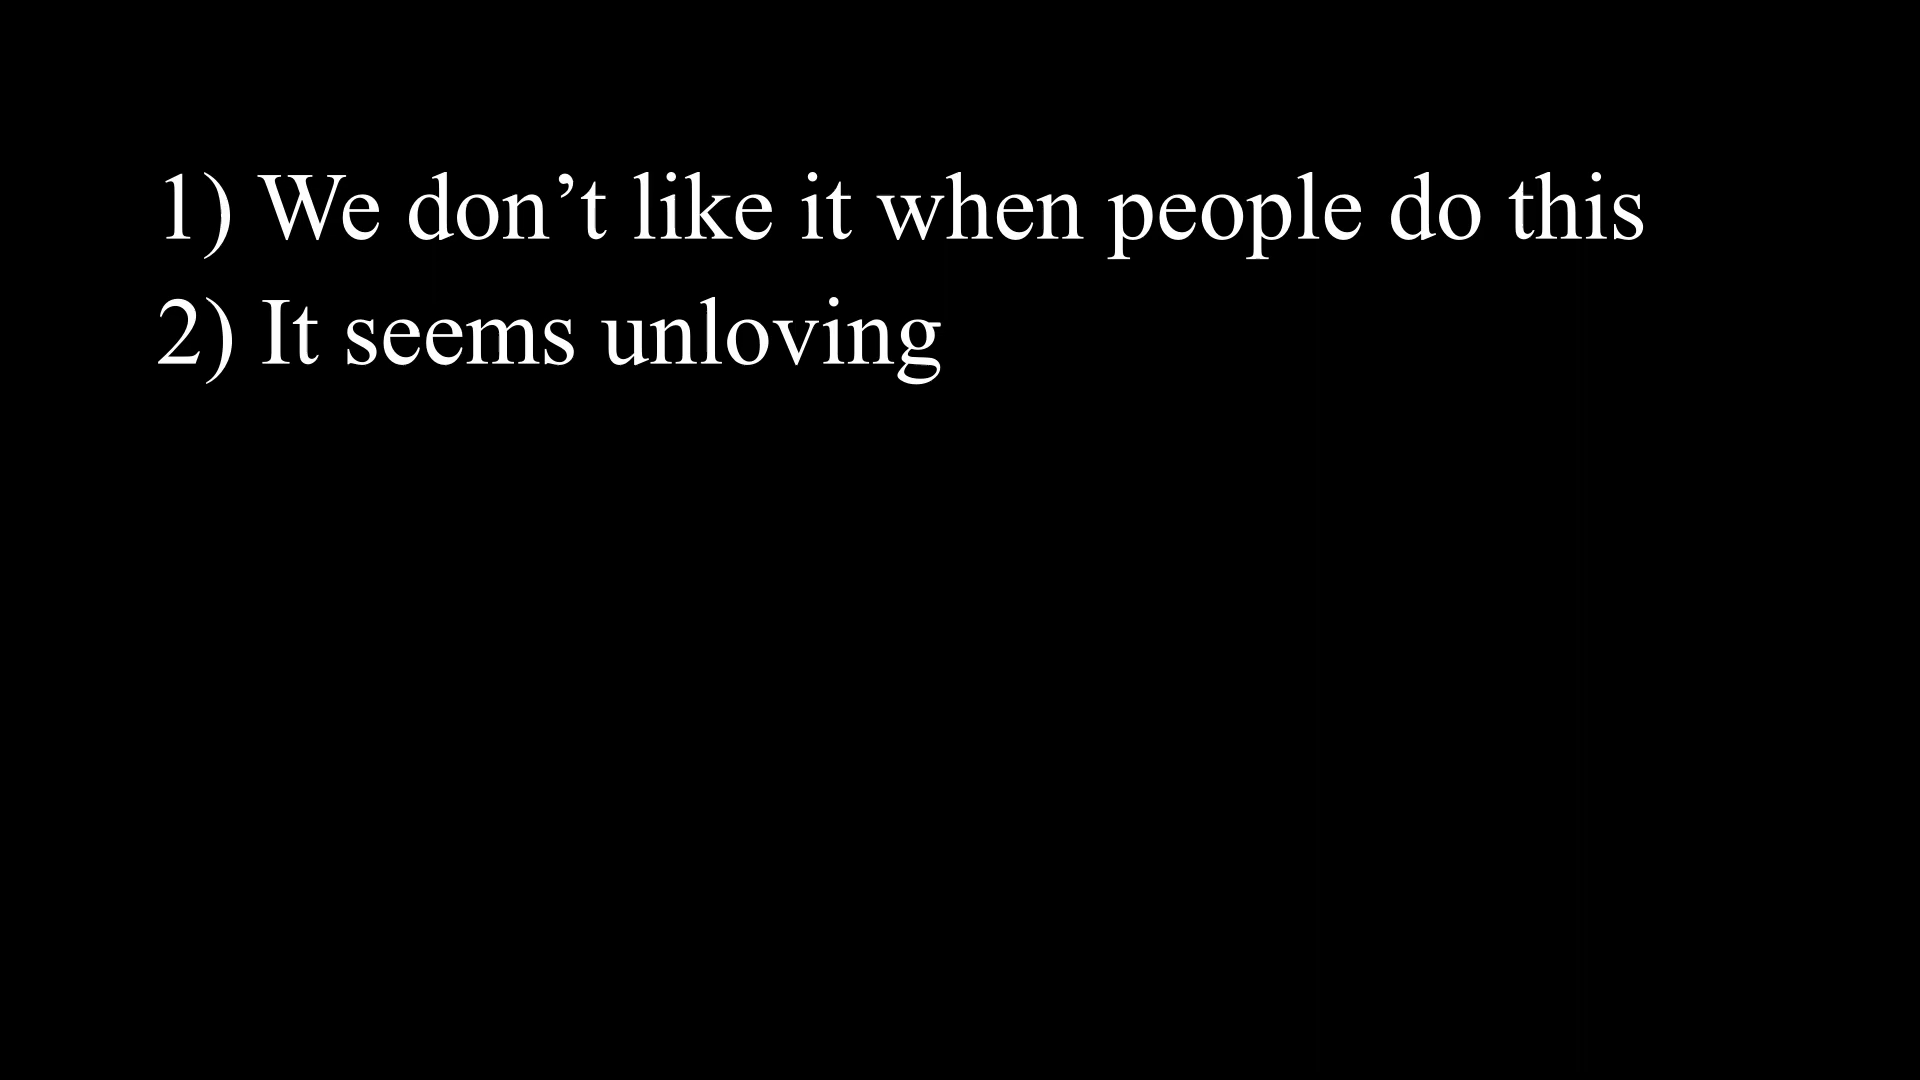 1) We don’t like it when people do this
2) It seems unloving